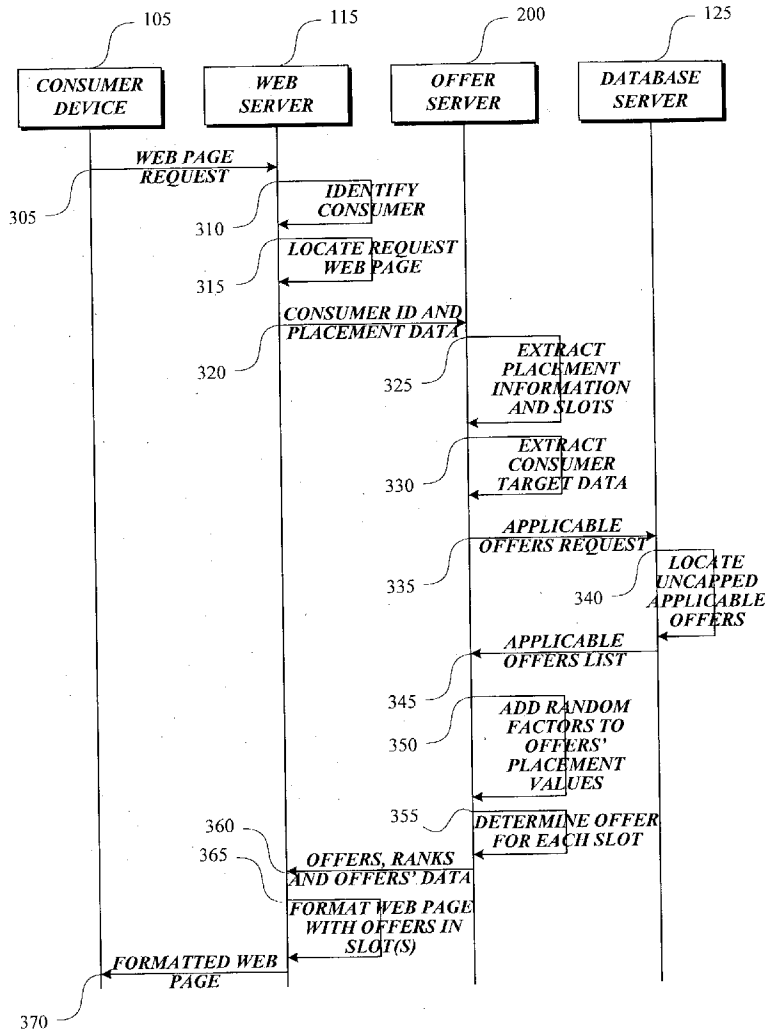 105
115
200
125
CONSUMER
DEVICE
WEB
SERVER
OFFER
SERVER
DATABASE
SERVER
WEB PAGE
REQUEST
305
IDENTIFY
CONSUMER
310
LOCATE REQUEST
WEB PAGE
315
CONSUMER ID AND
PLACEMENT DATA
320
EXTRACT
PLACEMENT
INFORMATION
AND SLOTS
325
EXTRACT
CONSUMER
TARGET DATA
330
APPLICABLE
OFFERS REQUEST
335
LOCATE
UNCAPPED
APPLICABLE
OFFERS
340
APPLICABLE
OFFERS LIST
345
ADD RANDOM
FACTORS TO
OFFERS'
PLACEMENT
VALUES
350
355
DETERMINE OFFER
FOR EACH SLOT
360
OFFERS, RANKS
AND OFFERS' DATA
365
FORMAT WEB PAGE
WITH OFFERS IN
SLOT(S)
FORMATTED WEB
PAGE
370